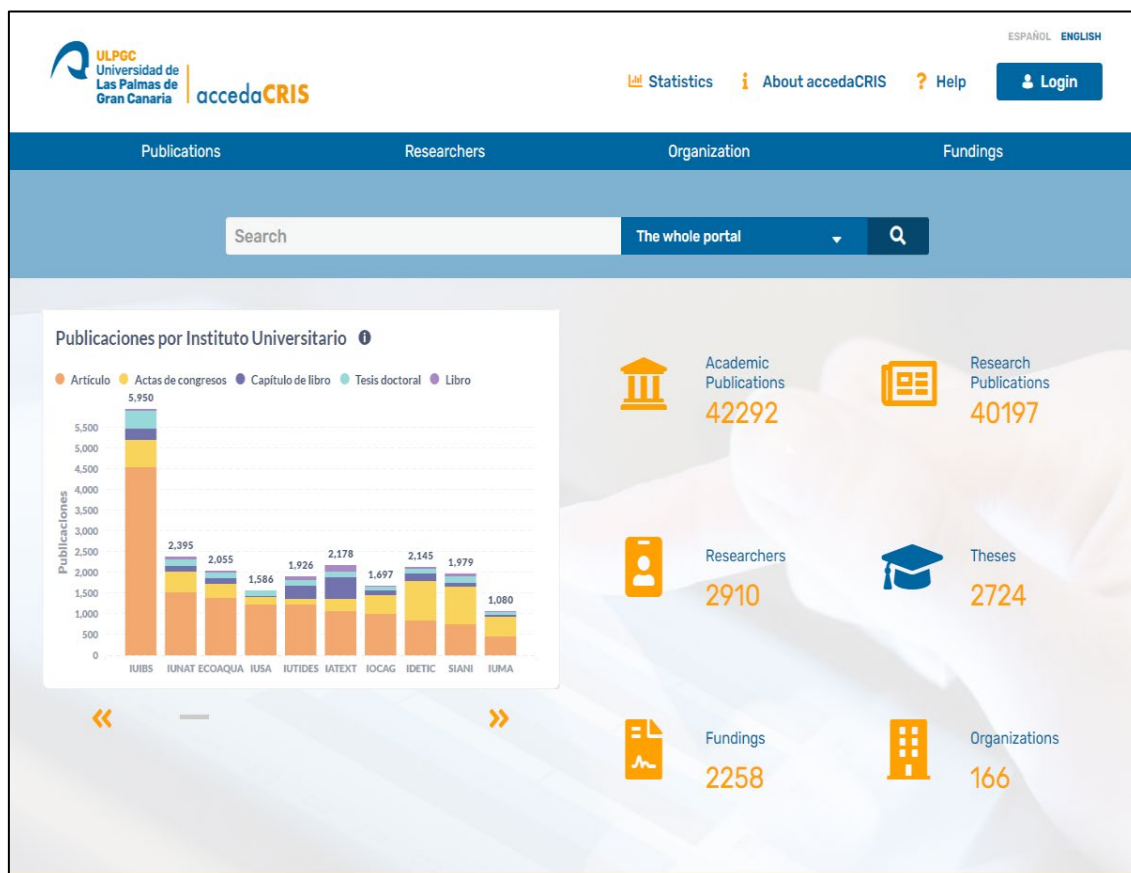 ESPAÑOL ENGLISH
ULPGC
Universidad de
Las Palmas de
Gran Canaria
accedaCRIS
Statistics
About accedaCRIS
Help
Login
Publications
Researchers
Organization
Fundings
Search
The whole portal
Publicaciones por Instituto Universitario
Artículo Actas de congresos Capítulo de libro Tesis doctoral Libro
5,950
5,500
5,000
4,500
4,000
3,500
3,000
2,500
2,000
1,500
1,000
500
0
Publicaciones
2,395
2,055
1,586
1,926
2,178
1,697
2,145
1,979
1,080
IUIBS IUNAT ECOAQUA IUSA IUTIDES IATEXT IOCAG IDETIC SIANI IUMA
Academic
Publications
42292
Research
Publications
40197
Researchers
2910
Theses
2724
Fundings
2258
Organizations
166